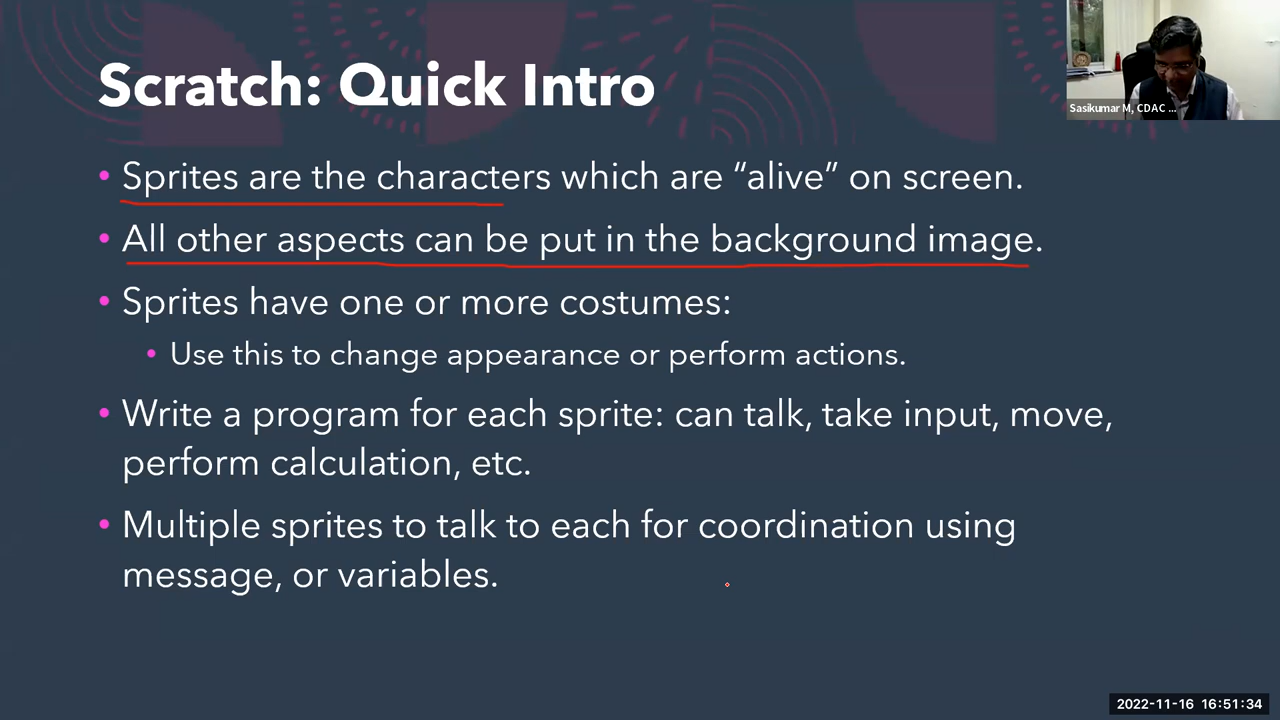 Scratch: Quick Intro
Sasikumar M, CDAC ...
• Sprites are the characters which are “alive” on screen.
• All other aspects can be put in the background image.
• Sprites have one or more costumes:
• Use this to change appearance or perform actions.
• Write a program for each sprite: can talk, take input, move,
perform calculation, etc.
• Multiple sprites to talk to each for coordination using
message, or variables.
2022-11-16 16:51:34